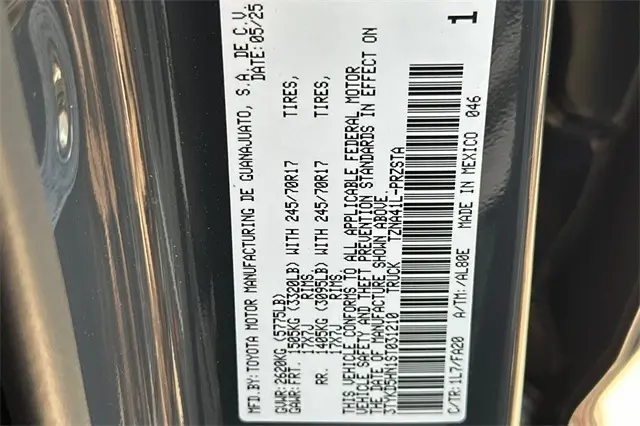 MFD.BY: TOYOTA MOTOR MANUFACTURING DE GUANAJUATO, S.A. DE C.V.
DATE: 05/25
GVWR: 2620KG (5775LB)
GAWR: FRT. 1505KG (3320LB) WITH 245/70R17 TIRES,
17X7J RIMS.
RR. 1405KG (3095LB) WITH 245/70R17 TIRES,
17X7J RIMS.
THIS VEHICLE CONFORMS TO ALL APPLICABLE FEDERAL MOTOR
VEHICLE SAFETY AND THEFT PREVENTION STANDARDS IN EFFECT ON
THE DATE OF MANUFACTURE SHOWN ABOVE.
3TYKD5HN1ST031210 TRUCK TZNA41L-PRZSTA
C/TR: 1L7/FA20 A/TM: /AL80E MADE IN MEXICO 046
1